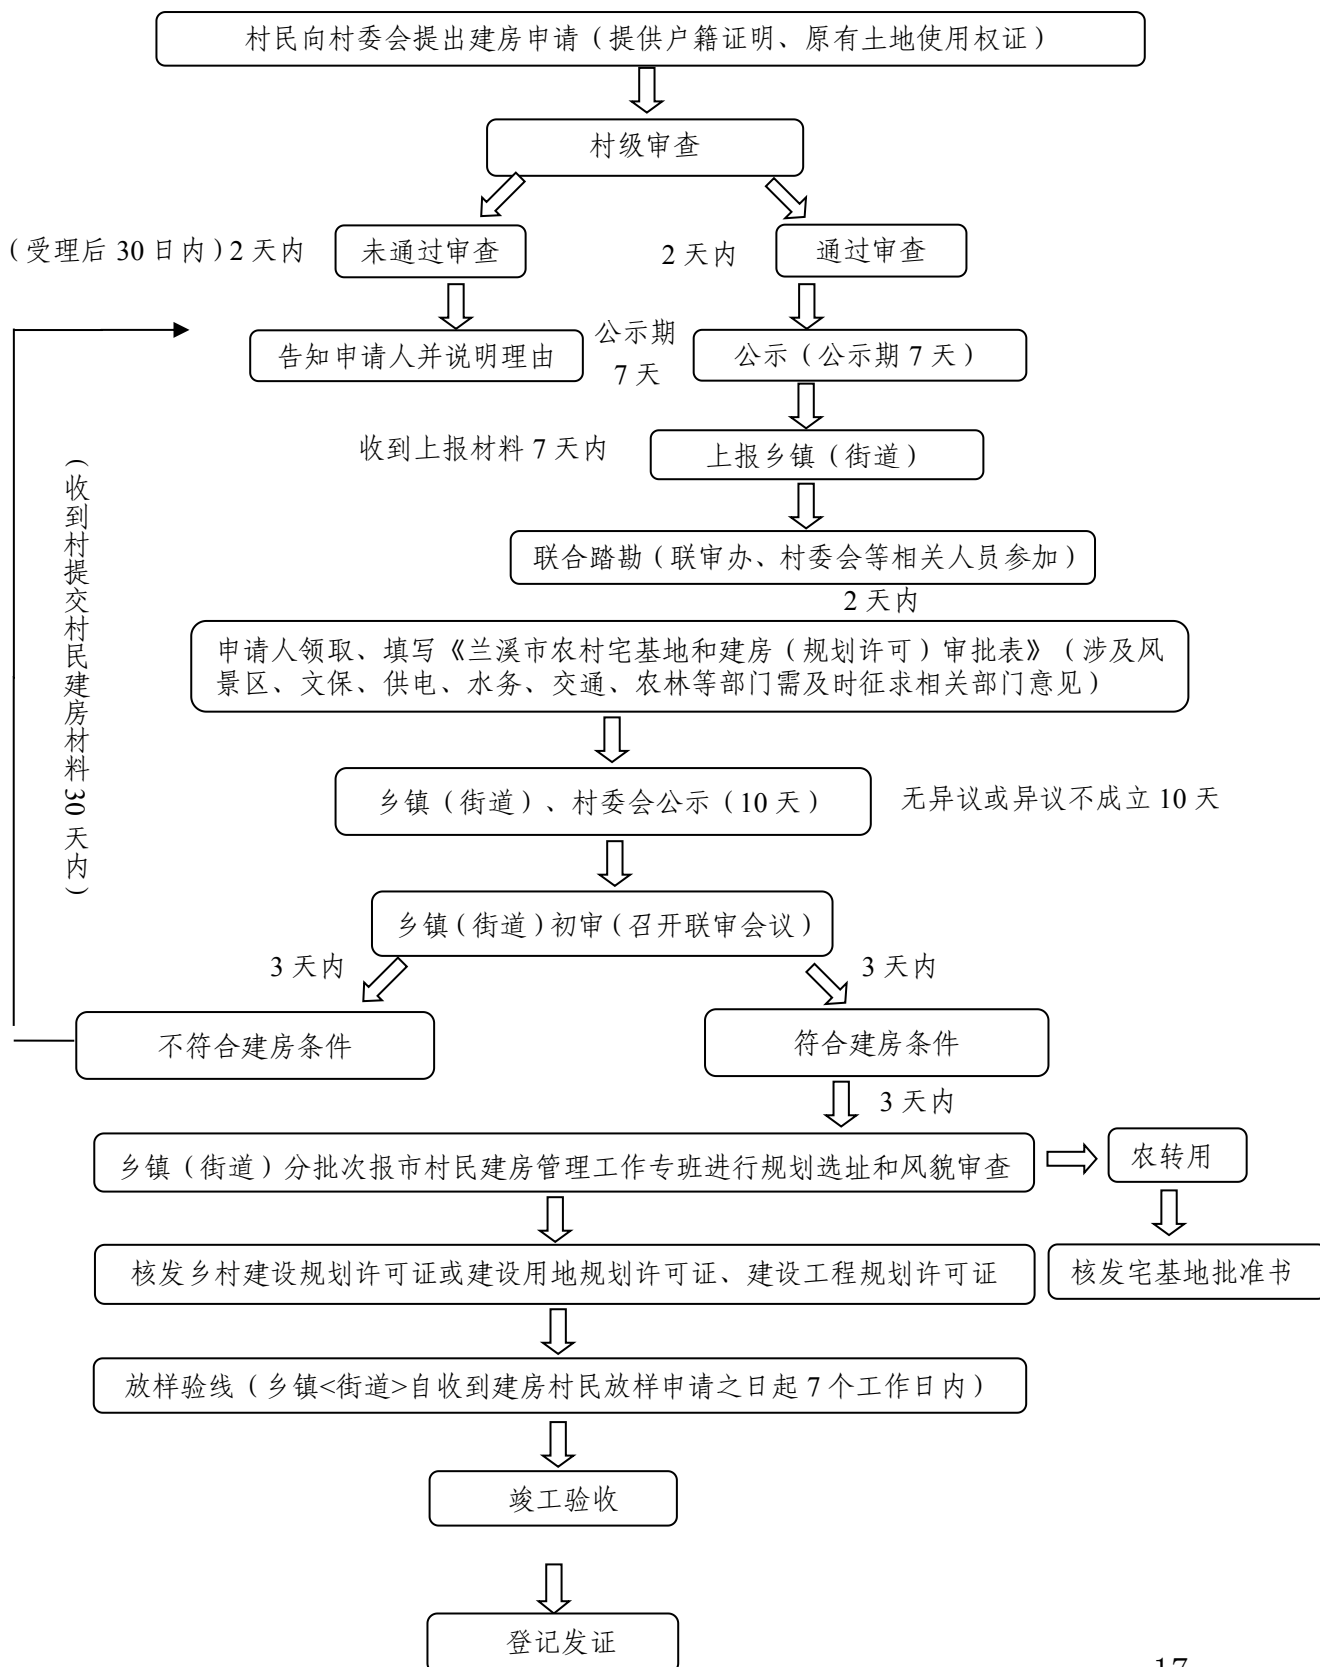 村民向村委会提出建房申请（提供户籍证明、原有土地使用权证）
村级审查
（受理后 30 日内）2 天内
未通过审查
2 天内
通过审查
告知申请人并说明理由
公示期
7 天
公示（公示期 7 天）
收到上报材料 7 天内
上报乡镇（街道）
（收到村提交村民建房材料 30 天内）
联合踏勘（联审办、村委会等相关人员参加）
2 天内
申请人领取、填写《兰溪市农村宅基地和建房（规划许可）审批表》（涉及风
景区、文保、供电、水务、交通、农林等部门需及时征求相关部门意见）
乡镇（街道）、村委会公示（10 天）
无异议或异议不成立 10 天
乡镇（街道）初审（召开联审会议）
3 天内
3 天内
不符合建房条件
符合建房条件
3 天内
乡镇（街道）分批次报市村民建房管理工作专班进行规划选址和风貌审查
农转用
核发乡村建设规划许可证或建设用地规划许可证、建设工程规划许可证
核发宅基地批准书
放样验线（乡镇<街道>自收到建房村民放样申请之日起 7 个工作日内）
竣工验收
登记发证
17